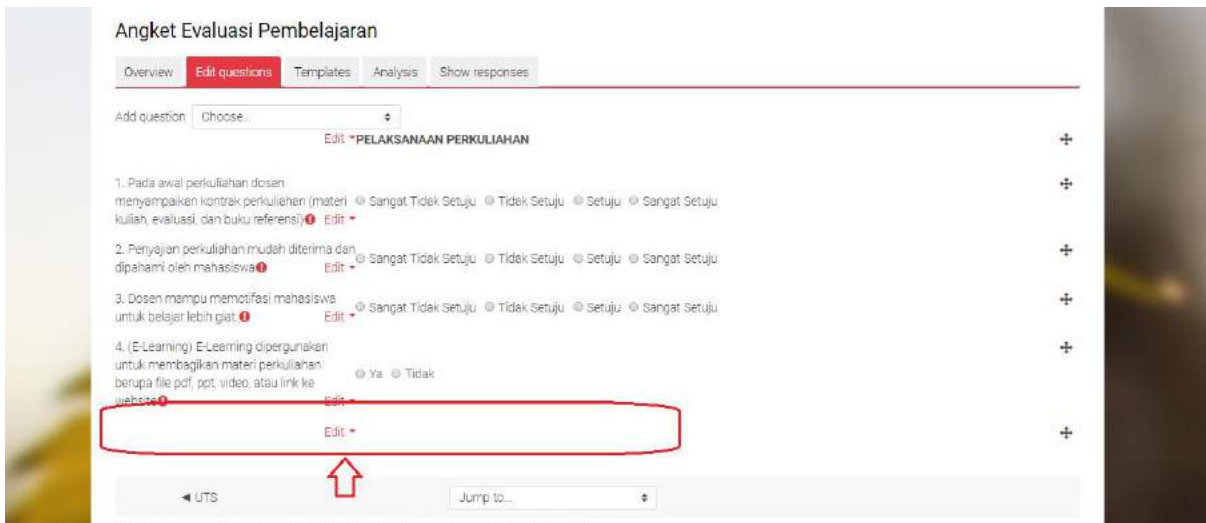 Angket Evaluasi Pembelajaran
Overview Edit questions Templates Analysis Show responses
Add question Choose...
Edit PELAKSANAAN PERKULIAHAN
1. Pada awal perkuliahan dosen
menyampaikan kontrak perkuliahan (materi Sangat Tidak Setuju Tidak Setuju Setuju Sangat Setuju
kuliah, evaluasi, dan buku referensi) Edit
2. Penyajian perkuliahan mudah diterima dan
Sangat Tidak Setuju Tidak Setuju Setuju Sangat Setuju
dipahami oleh mahasiswa Edit
3. Dosen mampu memotifasi mahasiswa
Sangat Tidak Setuju Tidak Setuju Setuju Sangat Setuju
untuk belajar lebih giat. Edit
4. (E-Learning) E-Learning dipergunakan
untuk membagikan materi perkuliahan
Ya Tidak
berupa file pdf, ppt, video, atau link ke
website Edit
Edit
◄ UTS Jump to...